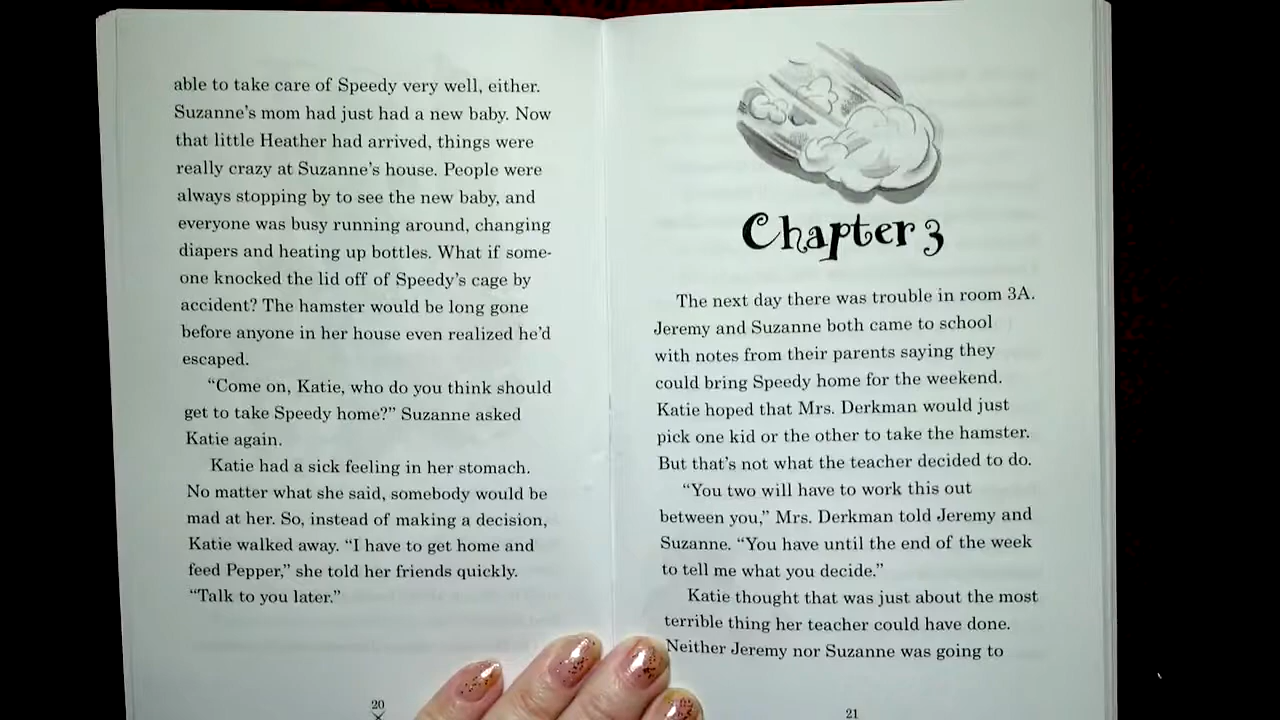 able to take care of Speedy very well, either.
Suzanne's mom had just had a new baby. Now
that little Heather had arrived, things were
really crazy at Suzanne's house. People were
always stopping by to see the new baby, and
everyone was busy running around, changing
diapers and heating up bottles. What if some-
one knocked the lid off of Speedy's cage by
accident? The hamster would be long gone
before anyone in her house even realized he'd
escaped.
“Come on, Katie, who do you think should
get to take Speedy home?” Suzanne asked
Katie again.
Katie had a sick feeling in her stomach.
No matter what she said, somebody would be
mad at her. So, instead of making a decision,
Katie walked away. “I have to get home and
feed Pepper,” she told her friends quickly.
“Talk to you later.”
20
Chapter 3
The next day there was trouble in room 3A.
Jeremy and Suzanne both came to school
with notes from their parents saying they
could bring Speedy home for the weekend.
Katie hoped that Mrs. Derkman would just
pick one kid or the other to take the hamster.
But that's not what the teacher decided to do.
“You two will have to work this out
between you,” Mrs. Derkman told Jeremy and
Suzanne. “You have until the end of the week
to tell me what you decide.”
Katie thought that was just about the most
terrible thing her teacher could have done.
Neither Jeremy nor Suzanne was going to
21